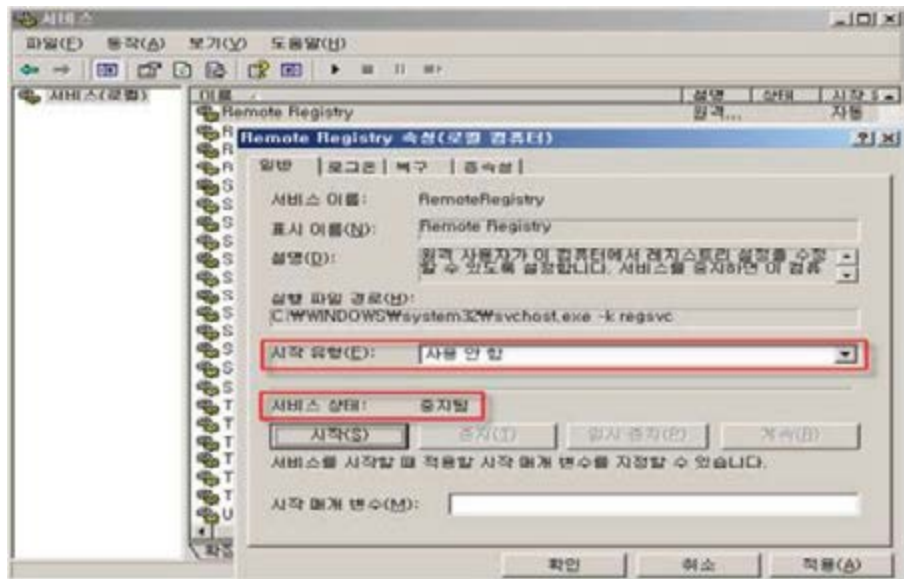 서비스
파일(F) 동작(A) 보기(V) 도움말(H)
서비스(로컬)
이름 설명 상태 시작 유
Remote Registry 원격... 자동
Remote Registry 속성(로컬 컴퓨터)
일반 로그온 복구 종속성
서비스 이름: RemoteRegistry
표시 이름(N): Remote Registry
설명(D): 원격 사용자가 이 컴퓨터에서 레지스트리 설정을 수정
할 수 있도록 설정합니다. 서비스를 중지하면 이 컴퓨
실행 파일 경로(H):
C:₩WINDOWS₩system32₩svchost.exe -k regsvc
시작 유형(E): 사용 안 함
서비스 상태: 중지됨
시작(S) 중지(T) 일시 중지(P) 계속(R)
서비스를 시작할 때 적용할 시작 매개 변수를 지정할 수 있습니다.
시작 매개 변수(M):
확장
확인 취소 적용(A)